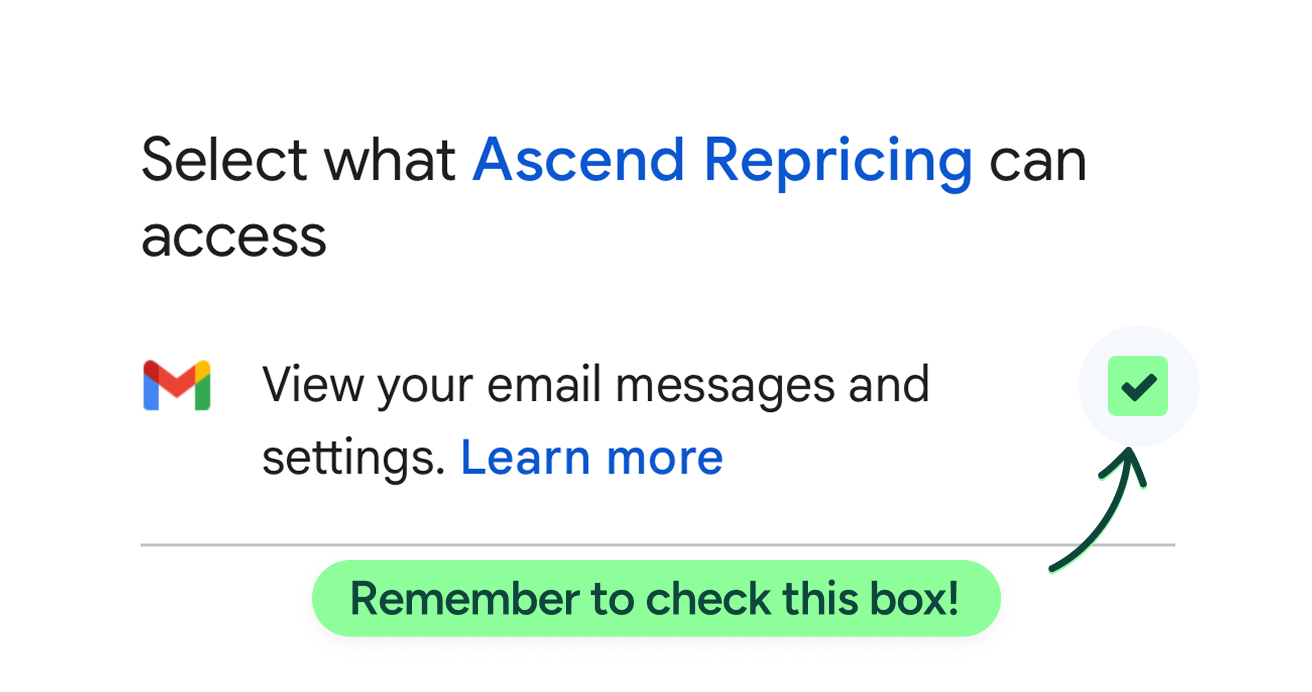 Select what Ascend Repricing can
access
View your email messages and
settings. Learn more
Remember to check this box!